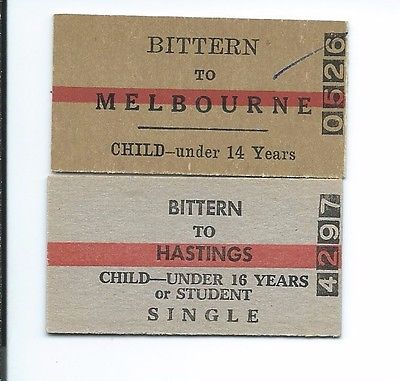 BITTERN
TO
MELBOURNE
CHILD—under 14 Years
0526
BITTERN
TO
HASTINGS
CHILD—UNDER 16 YEARS
or STUDENT
SINGLE
4297